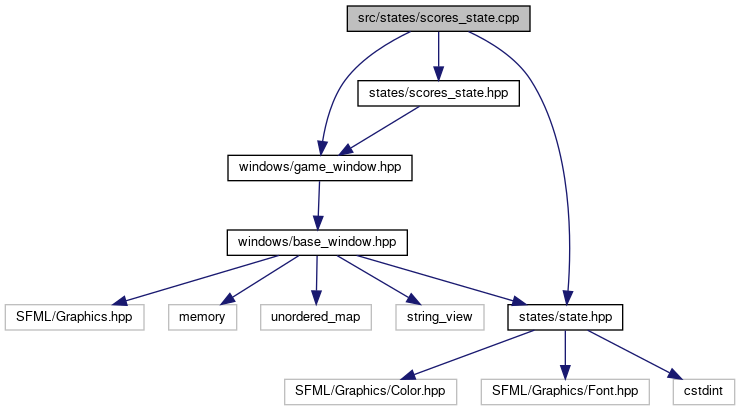 src/states/scores_state.cpp
states/scores_state.hpp
windows/game_window.hpp
windows/base_window.hpp
SFML/Graphics.hpp
memory
unordered_map
string_view
states/state.hpp
SFML/Graphics/Color.hpp
SFML/Graphics/Font.hpp
cstdint